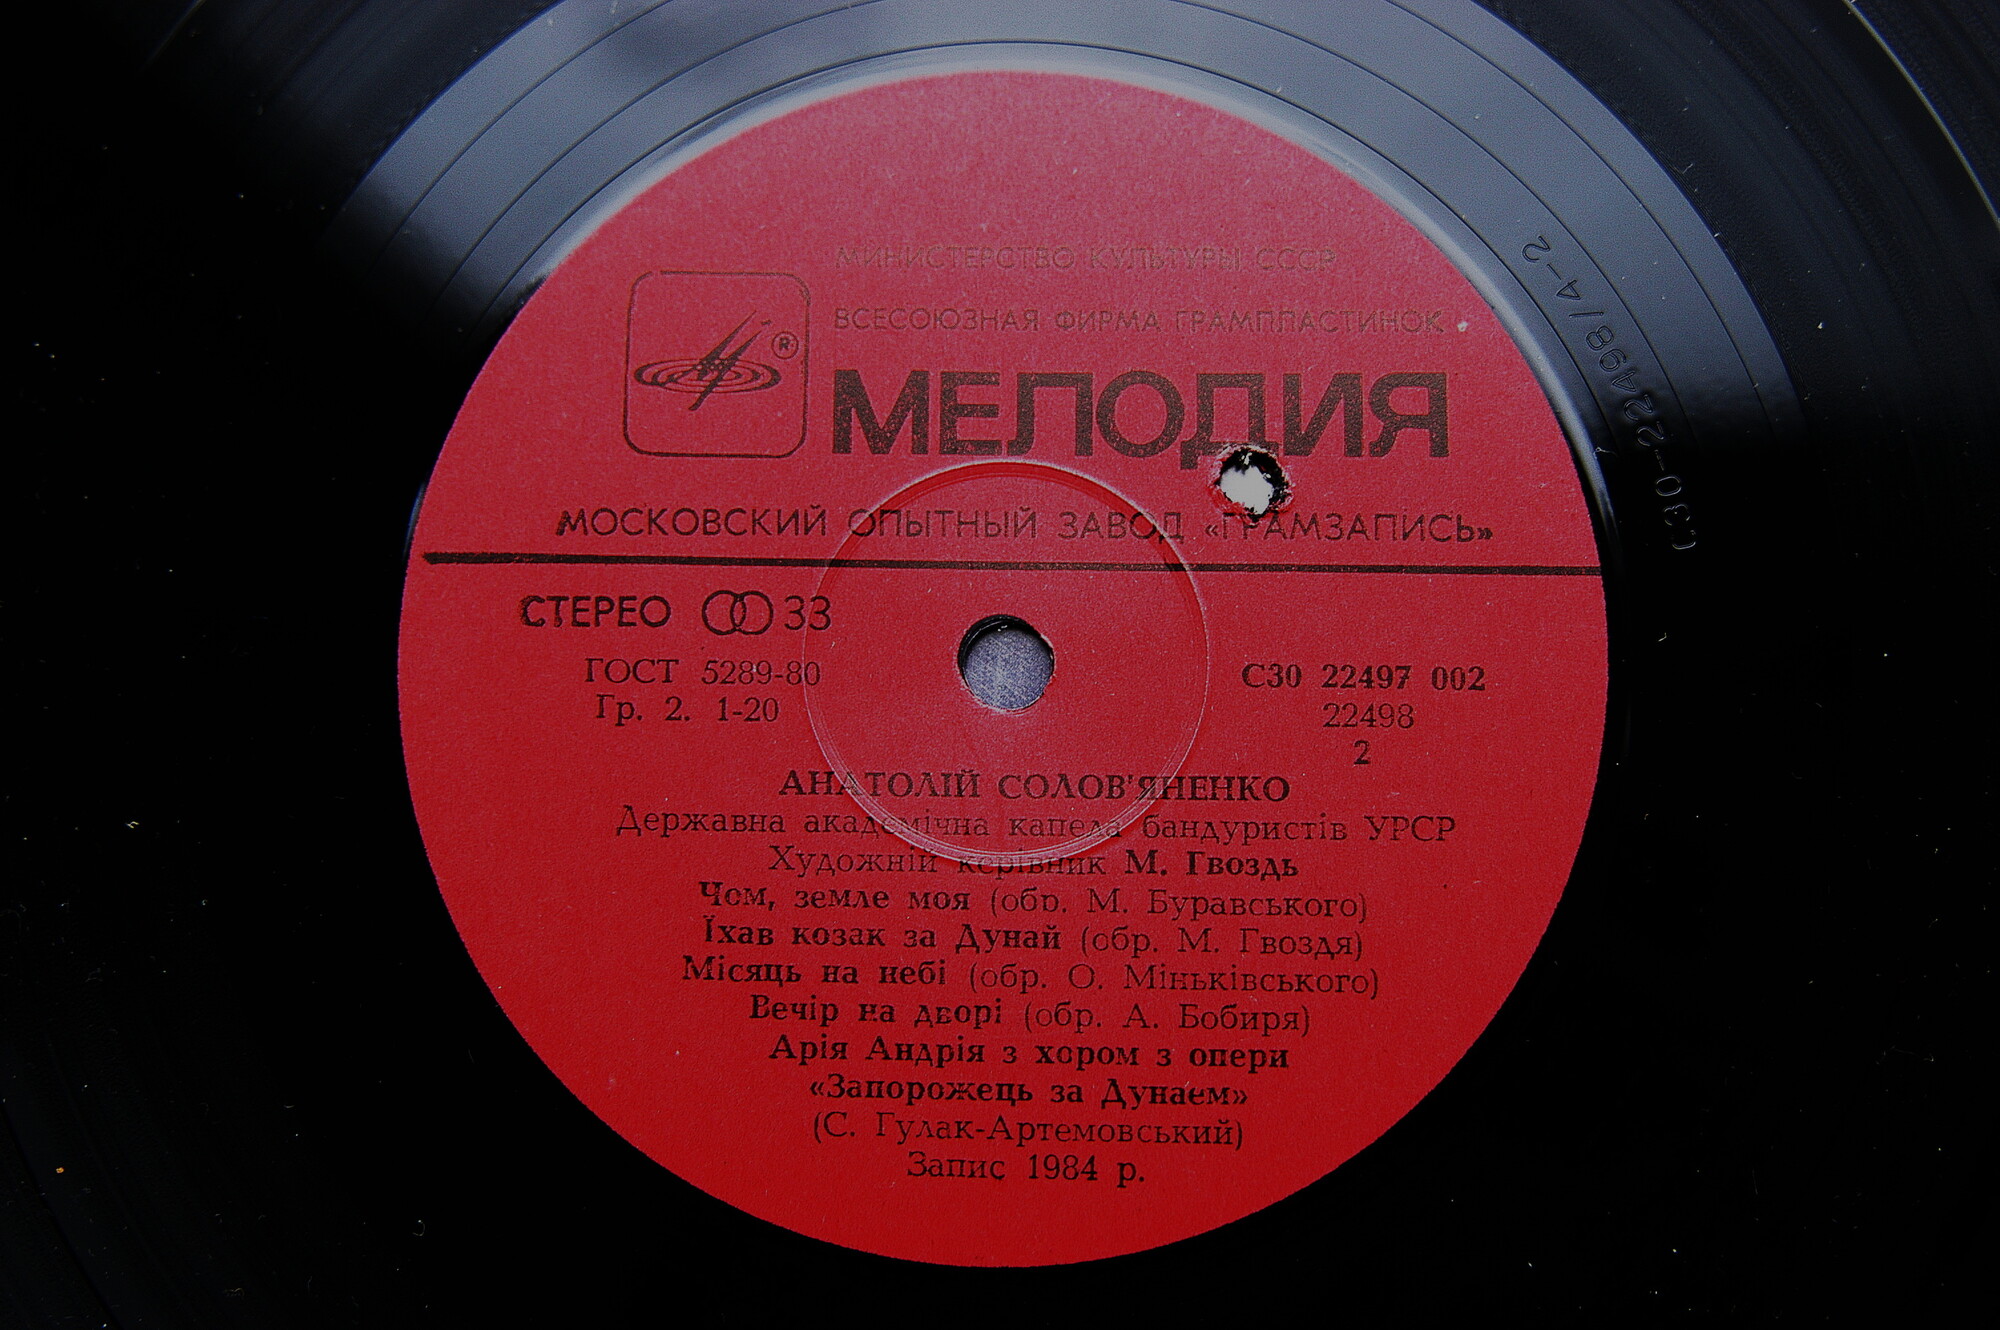 МИНИСТЕРСТВО КУЛЬТУРЫ СССР
ВСЕСОЮЗНАЯ ФИРМА ГРАМПЛАСТИНОК
®
МЕЛОДИЯ
МОСКОВСКИЙ ОПЫТНЫЙ ЗАВОД «ГРАМЗАПИСЬ»
СТЕРЕО 33
ГОСТ 5289-80
Гр. 2. 1-20
С30 22497 002
22498
2
АНАТОЛІЙ СОЛОВ'ЯНЕНКО
Державна академічна капела бандуристів УРСР
Художній керівник М. Гвоздь
Чом, земле моя (обр. М. Буравського)
Їхав козак за Дунай (обр. М. Гвоздя)
Місяць на небі (обр. О. Міньківського)
Вечір на дворі (обр. А. Бобиря)
Арія Андрія з хором з опери
«Запорожець за Дунаєм»
(С. Гулак-Артемовський)
Запис 1984 р.
С30-22498/4-2